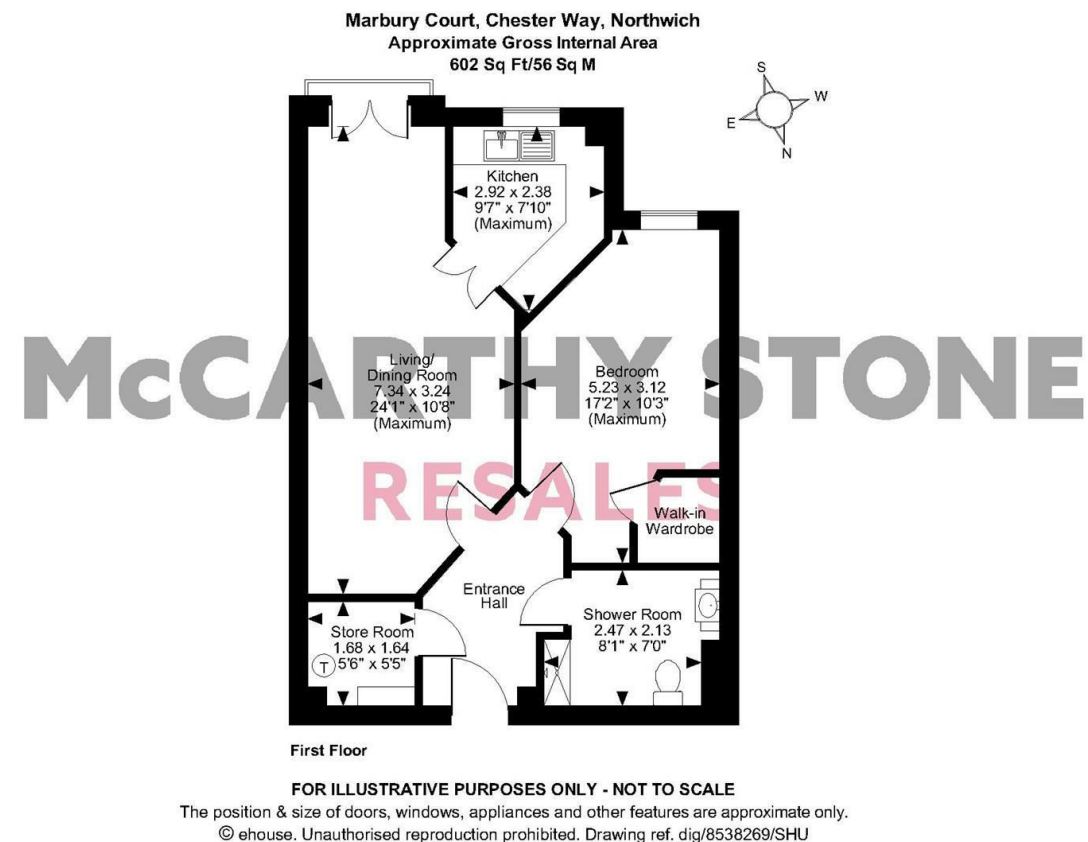 Marbury Court, Chester Way, Northwich
Approximate Gross Internal Area
602 Sq Ft/56 Sq M
S
W
E
N
Kitchen
2.92 x 2.38
9'7" x 7'10"
(Maximum)
McCARTHY STONE
RESALES
Living/
Dining Room
7.34 x 3.24
24'1" x 10'8"
(Maximum)
Bedroom
5.23 x 3.12
17'2" x 10'3"
(Maximum)
Walk-in
Wardrobe
Entrance
Hall
Store Room
1.68 x 1.64
5'6" x 5'5"
T
Shower Room
2.47 x 2.13
8'1" x 7'0"
First Floor
FOR ILLUSTRATIVE PURPOSES ONLY - NOT TO SCALE
The position & size of doors, windows, appliances and other features are approximate only.
© ehouse. Unauthorised reproduction prohibited. Drawing ref. dig/8538269/SHU